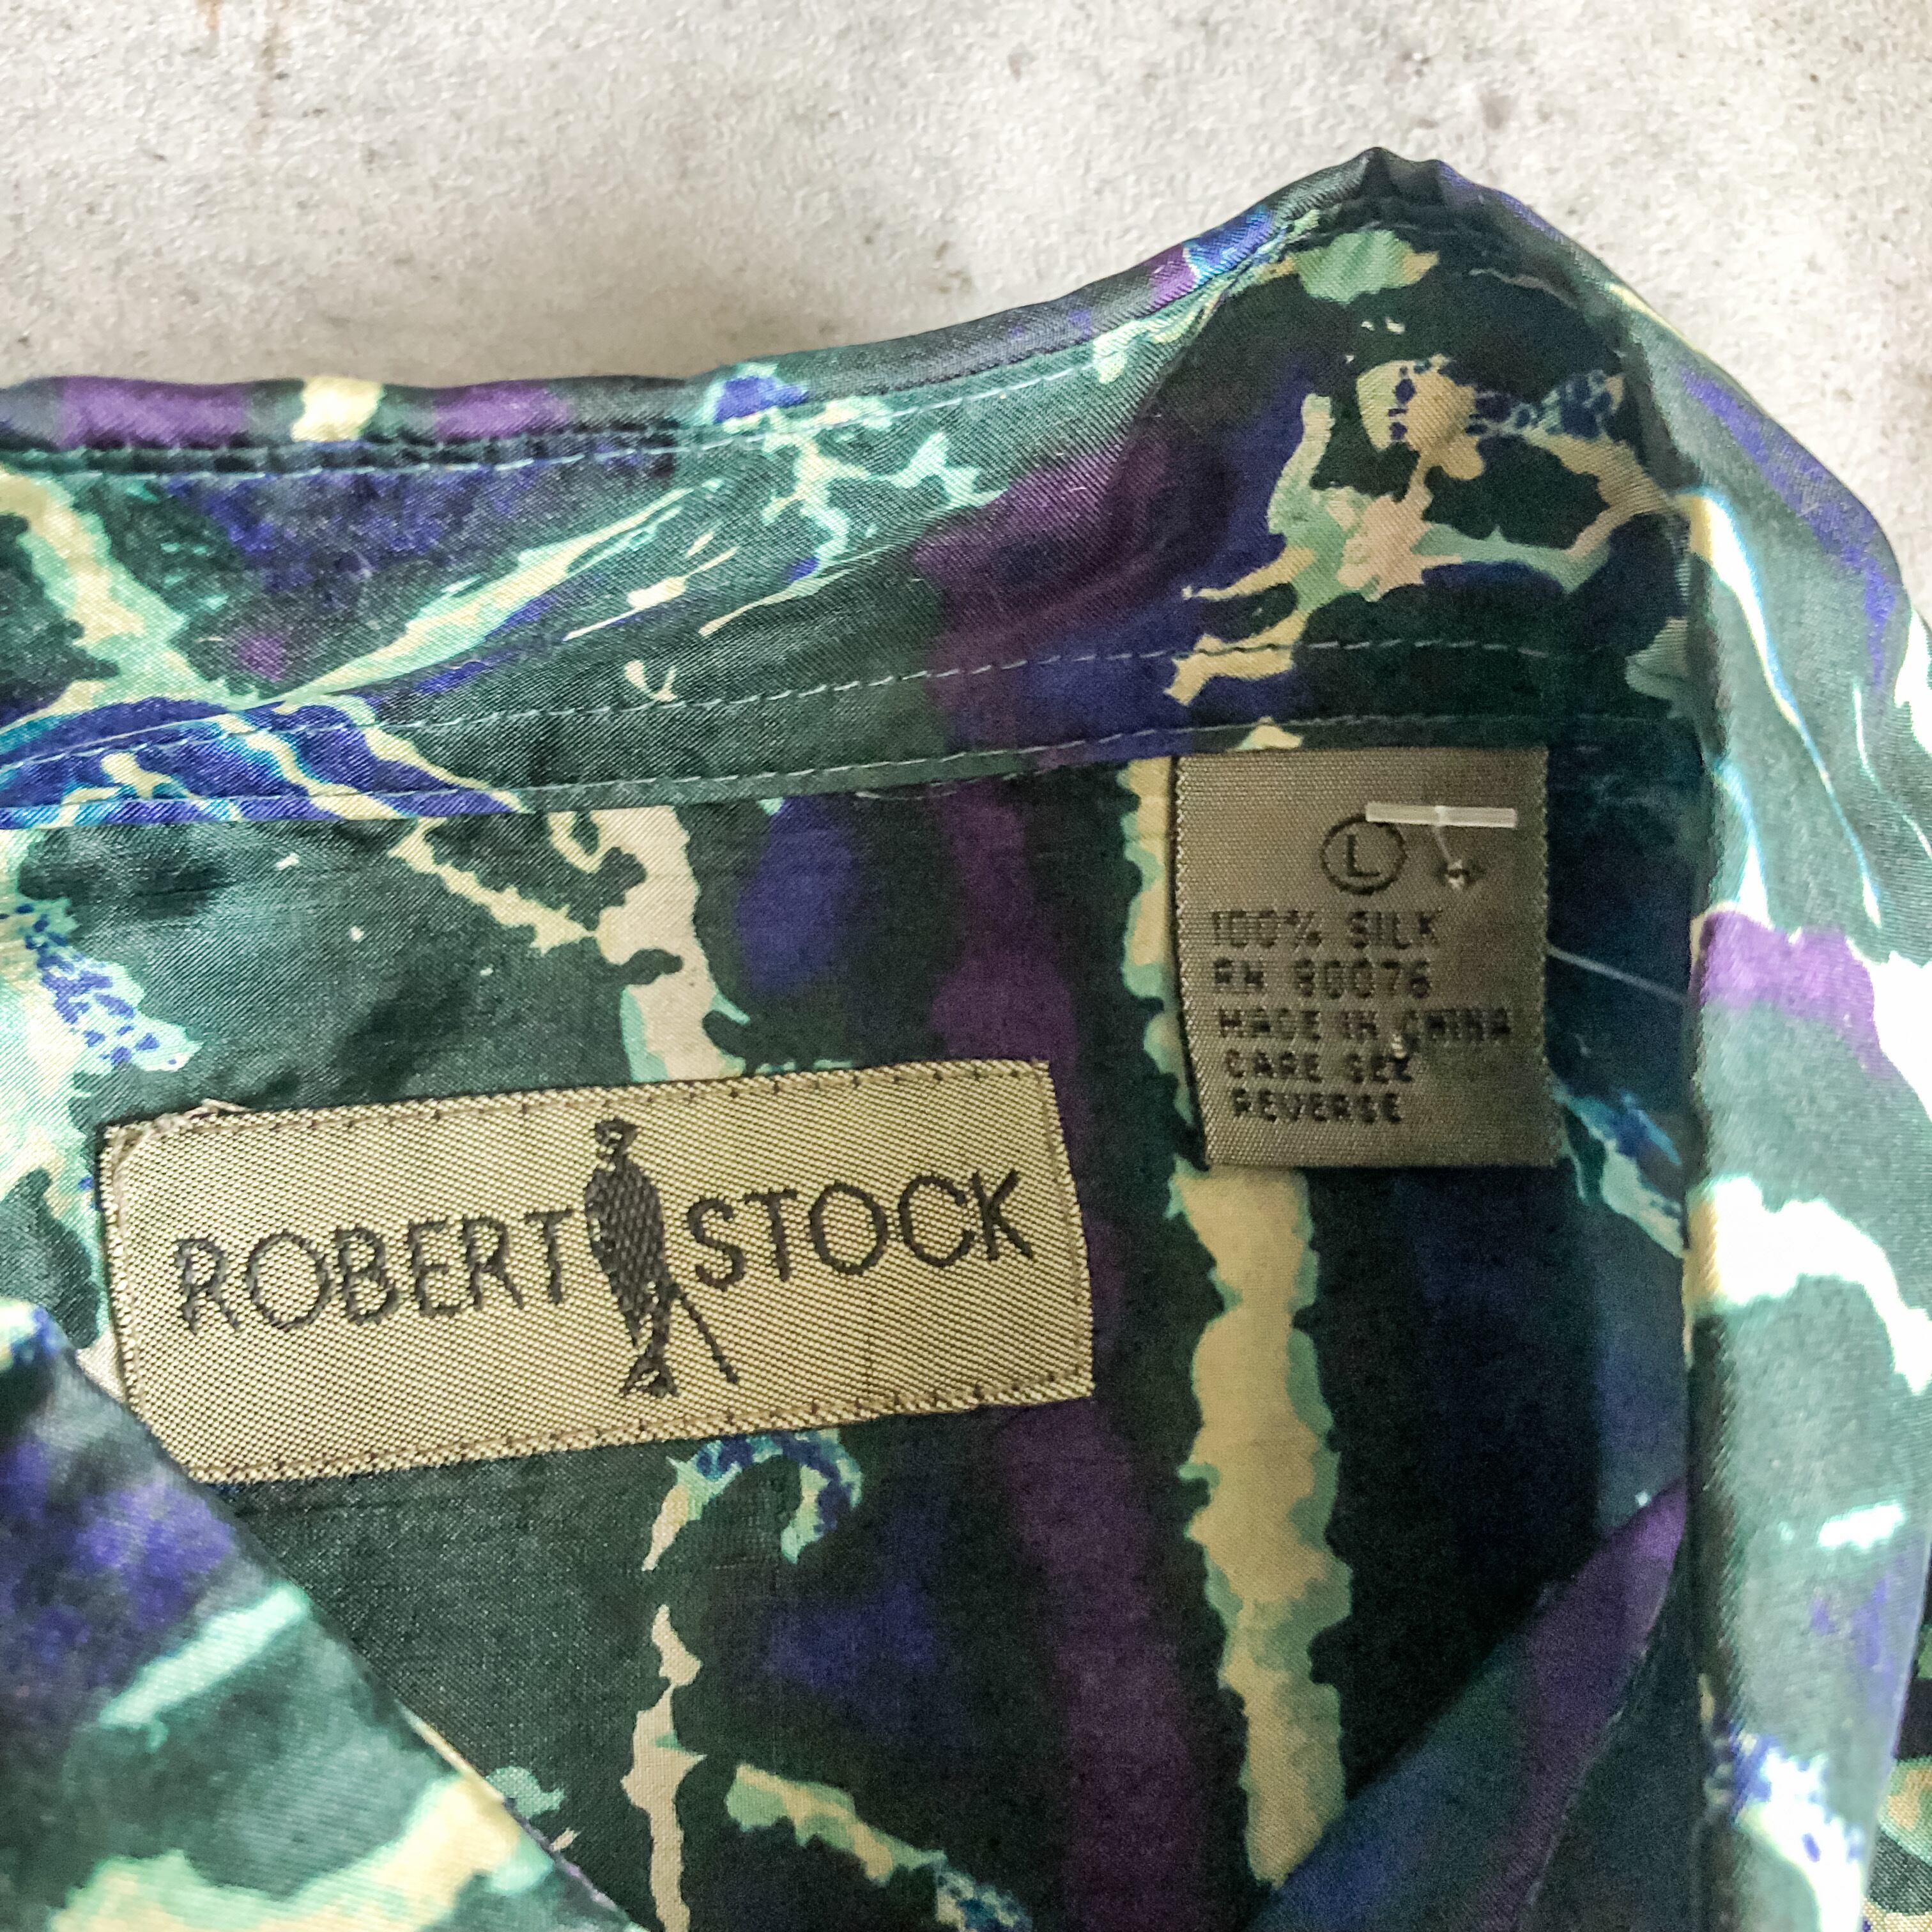 ROBERT STOCK
L
100% SILK
RN 80076
MADE IN CHINA
CARE SEE
REVERSE